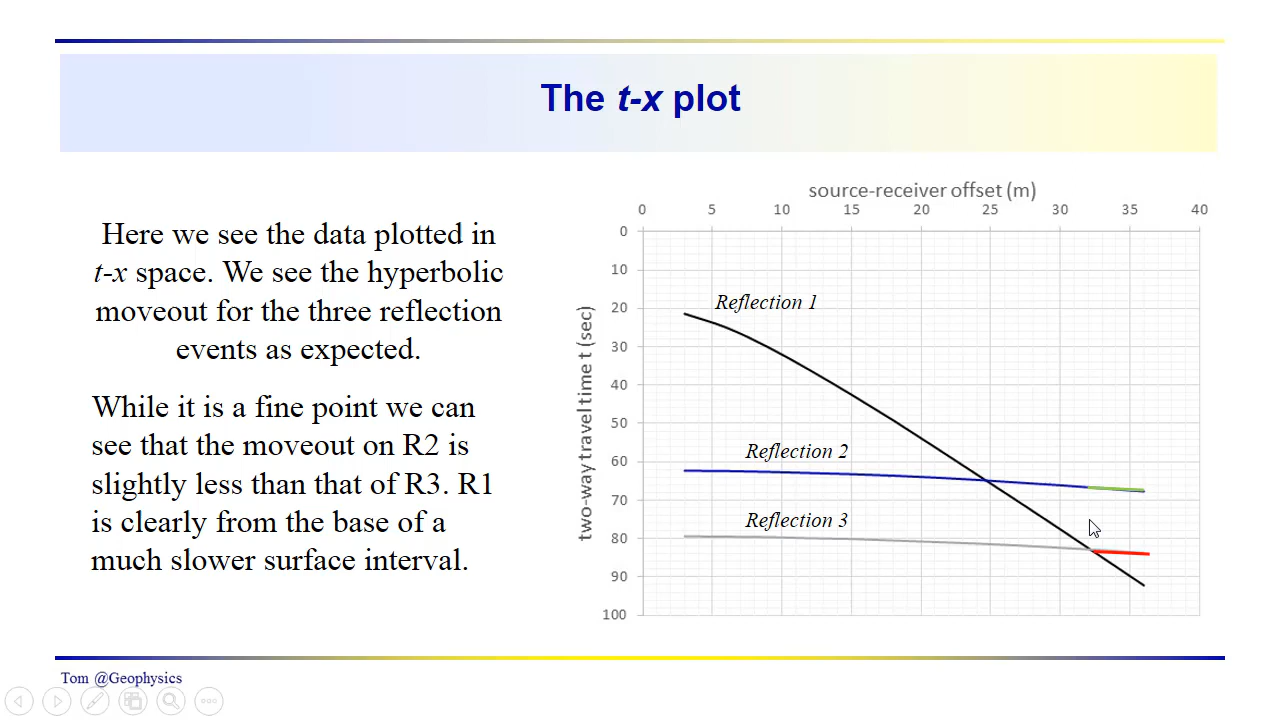 The t-x plot
Here we see the data plotted in
t-x space. We see the hyperbolic
moveout for the three reflection
events as expected.
While it is a fine point we can
see that the moveout on R2 is
slightly less than that of R3. R1
is clearly from the base of a
much slower surface interval.
source-receiver offset (m)
0 5 10 15 20 25 30 35 40
two-way travel time t (sec)
0
10
20
30
40
50
60
70
80
90
100
Reflection 1
Reflection 2
Reflection 3
Tom @Geophysics